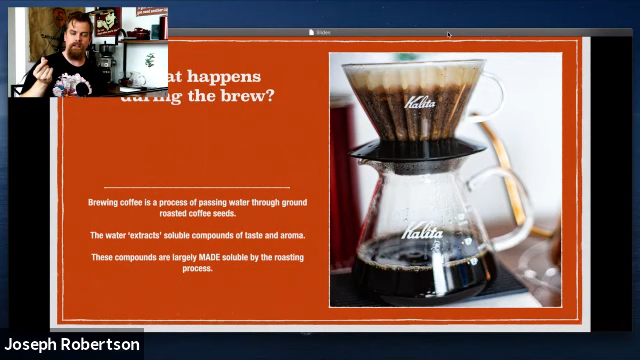 Slides
at happens
during the brew?
Brewing coffee is a process of passing water through ground
roasted coffee seeds.
The water 'extracts' soluble compounds of taste and aroma.
These compounds are largely MADE soluble by the roasting
process.
Kalita
Kalita
Joseph Robertson